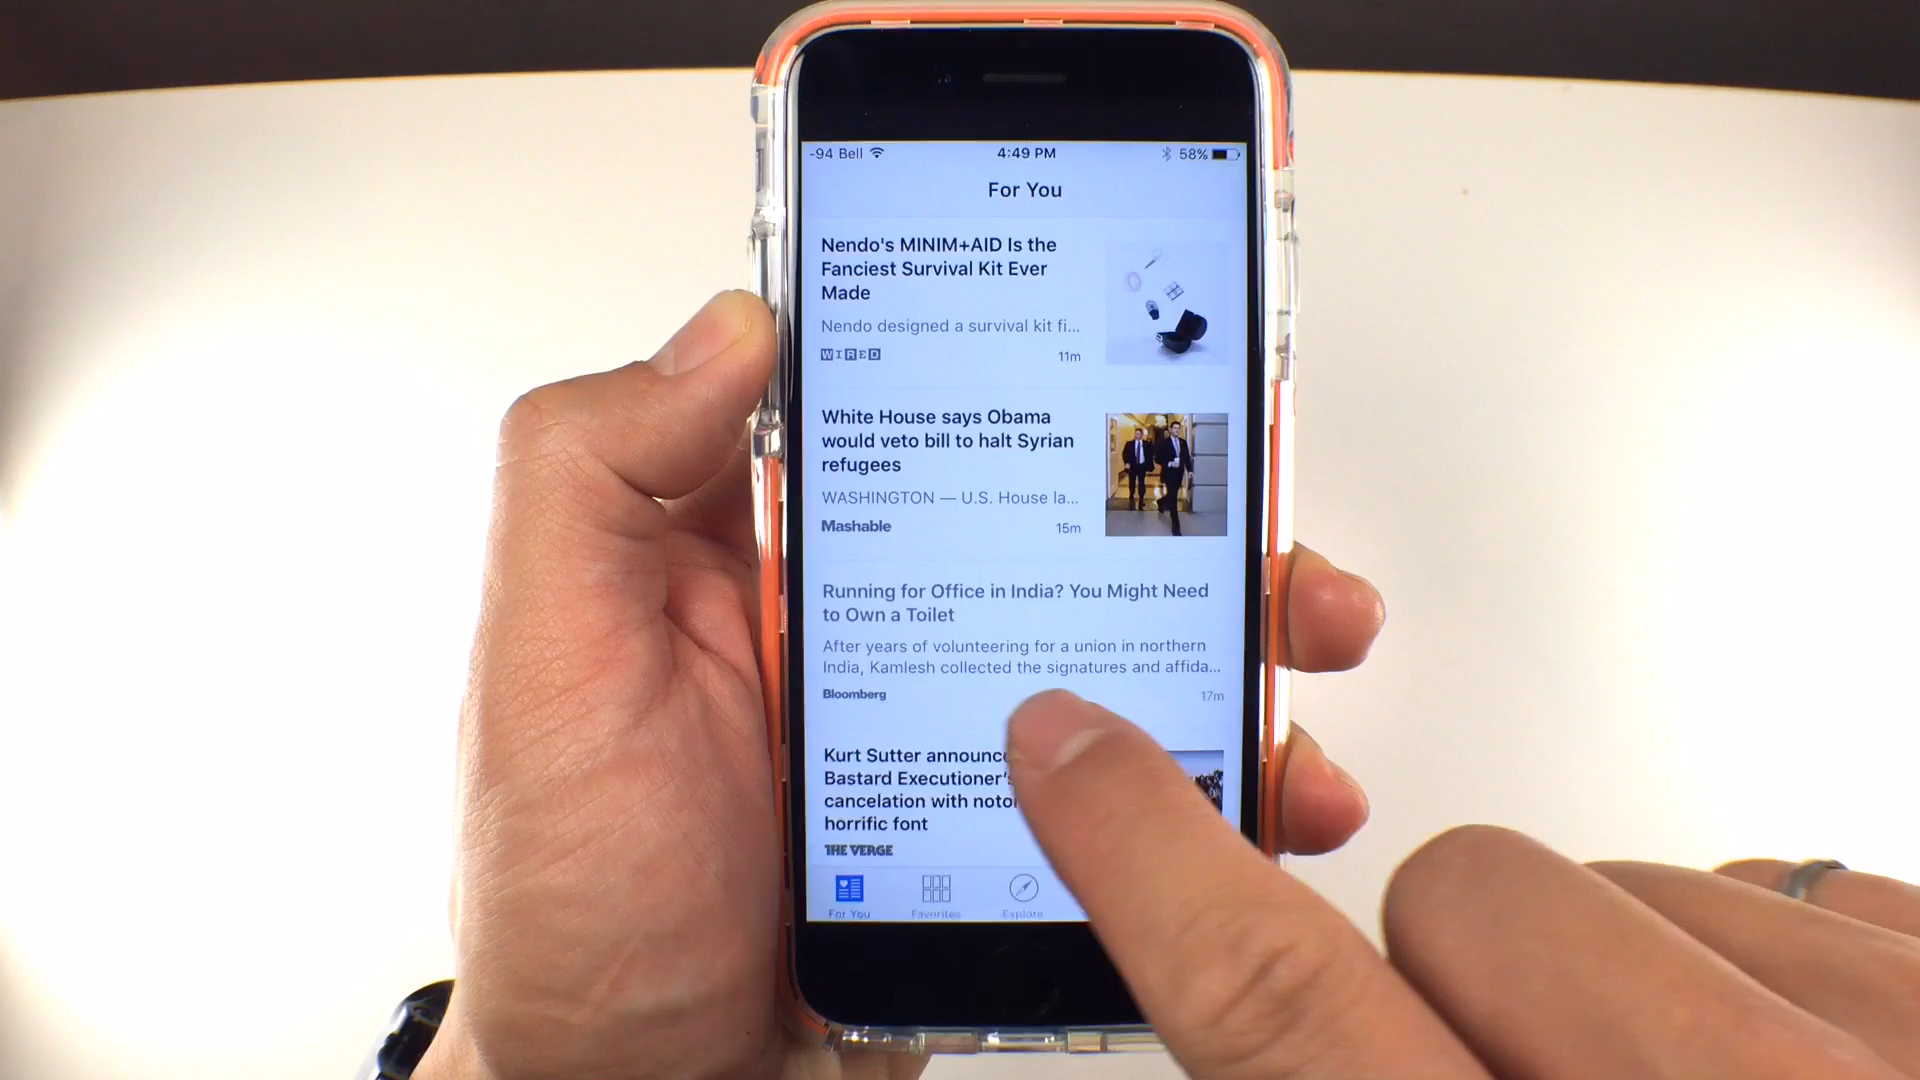 -94 Bell 4:49 PM 58%
For You
Nendo's MINIM+AID Is the
Fanciest Survival Kit Ever
Made
Nendo designed a survival kit fi...
WIRED 11m
White House says Obama
would veto bill to halt Syrian
refugees
WASHINGTON — U.S. House la...
Mashable 15m
Running for Office in India? You Might Need
to Own a Toilet
After years of volunteering for a union in northern
India, Kamlesh collected the signatures and affida...
Bloomberg 17m
Kurt Sutter announce
Bastard Executioner's
cancelation with noto
horrific font
THE VERGE
For You Favorites Explore